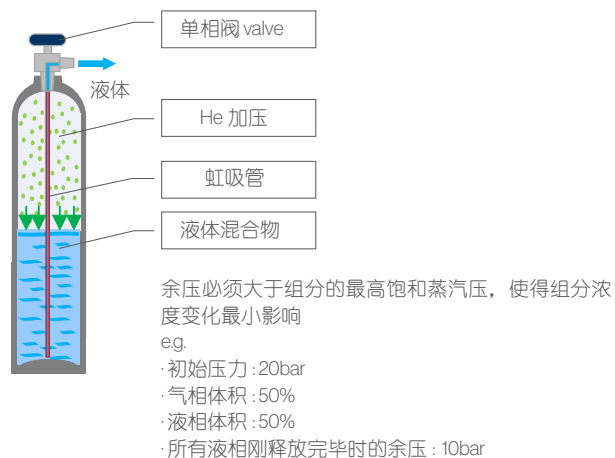 单相阀 valve
液体
He 加压
虹吸管
液体混合物
余压必须大于组分的最高饱和蒸汽压，使得组分浓
度变化最小影响
e.g.
·初始压力 : 20bar
·气相体积 : 50%
·液相体积 : 50%
·所有液相刚释放完毕时的余压 : 10bar